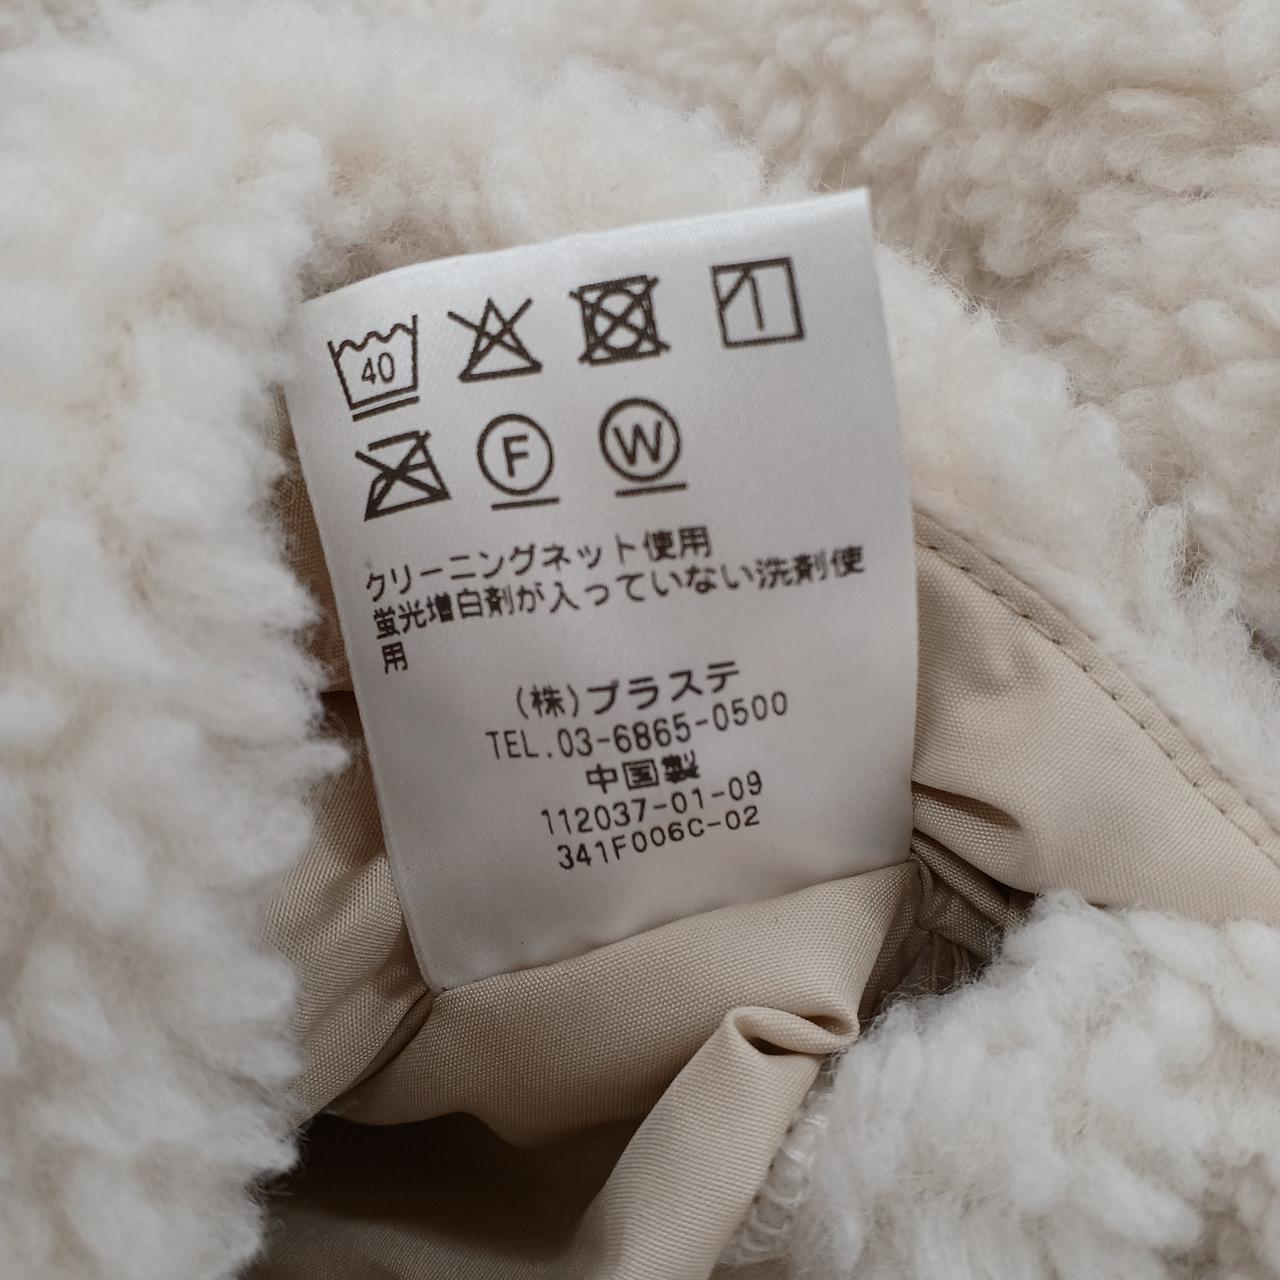 40
F W
クリーニングネット使用
蛍光増白剤が入っていない洗剤使
用
(株)プラステ
TEL.03-6865-0500
中国製
112037-01-09
341F006C-02